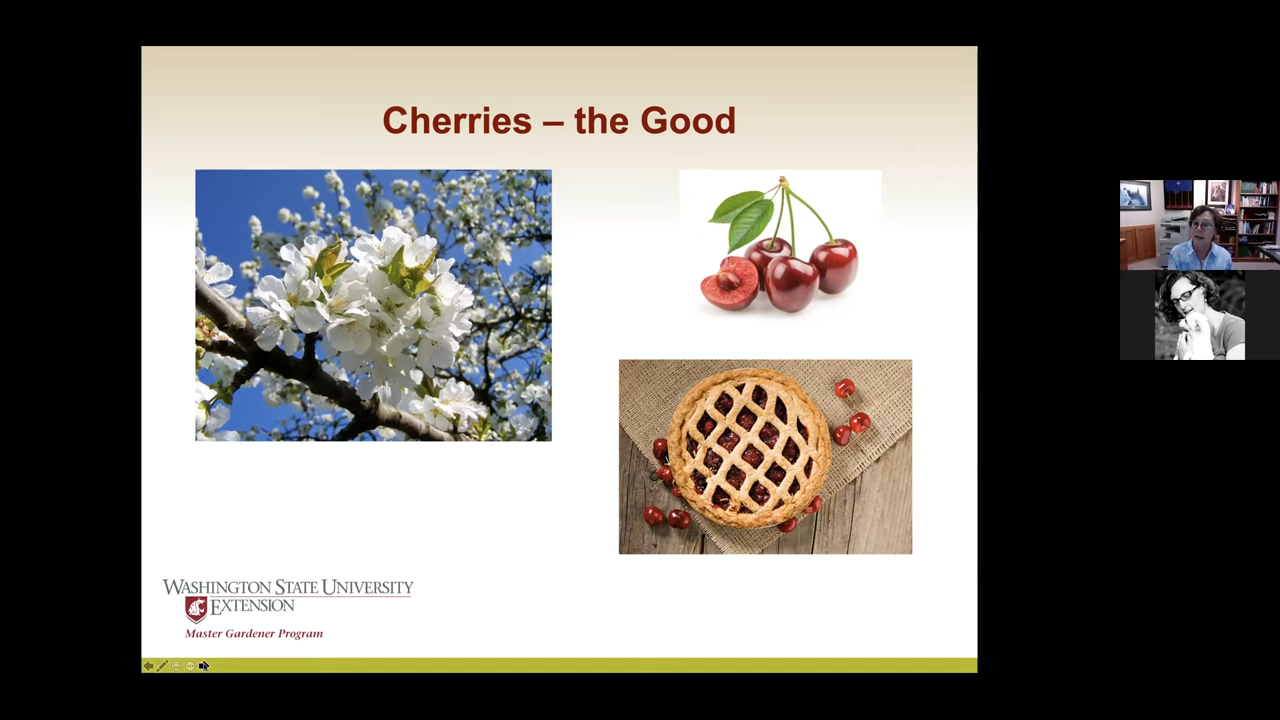 Cherries – the Good
WASHINGTON STATE UNIVERSITY
EXTENSION
Master Gardener Program